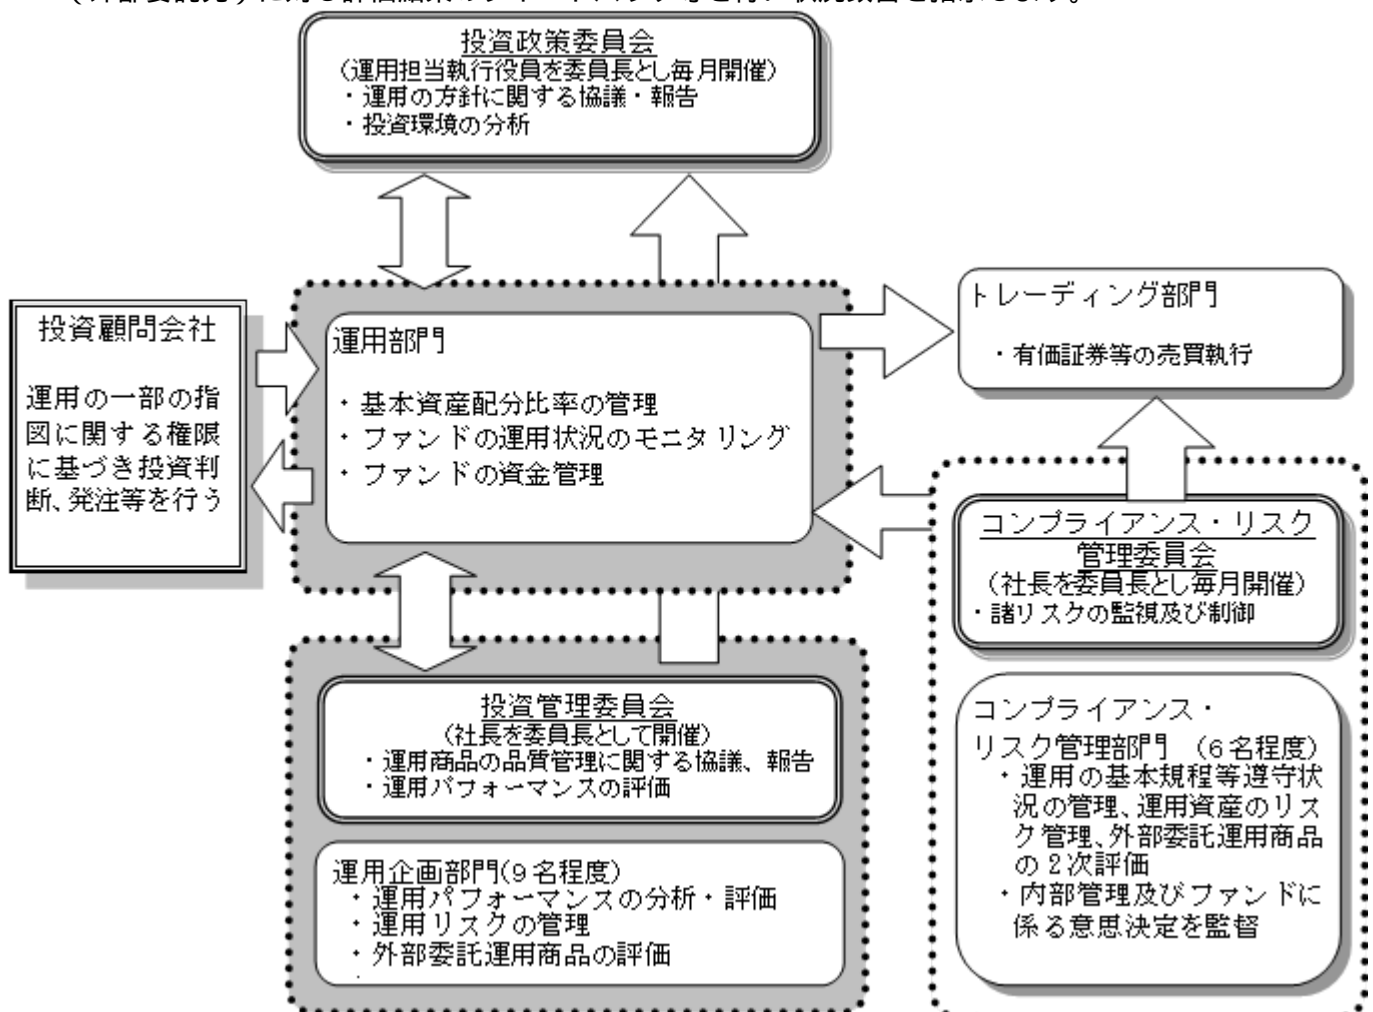 投資政策委員会
(運用担当執行役員を委員長とし毎月開催)
・運用の方針に関する協議・報告
・投資環境の分析
投資顧問会社
運用の一部の指
図に関する権限
に基づき投資判
断、発注等を行う
運用部門
・基本資産配分比率の管理
・ファンドの運用状況のモニタリング
・ファンドの資金管理
トレーディング部門
・有価証券等の売買執行
コンプライアンス・リスク
管理委員会
(社長を委員長とし毎月開催)
・諸リスクの監視及び制御
投資管理委員会
(社長を委員長として開催)
・運用商品の品質管理に関する協議、報告
・運用パフォーマンスの評価
運用企画部門(9名程度)
・運用パフォーマンスの分析・評価
・運用リスクの管理
・外部委託運用商品の評価
コンプライアンス・
リスク管理部門 (6名程度)
・運用の基本規程等遵守状
況の管理、運用資産のリス
ク管理、外部委託運用商品
の2次評価
・内部管理及びファンドに
係る意思決定を監督